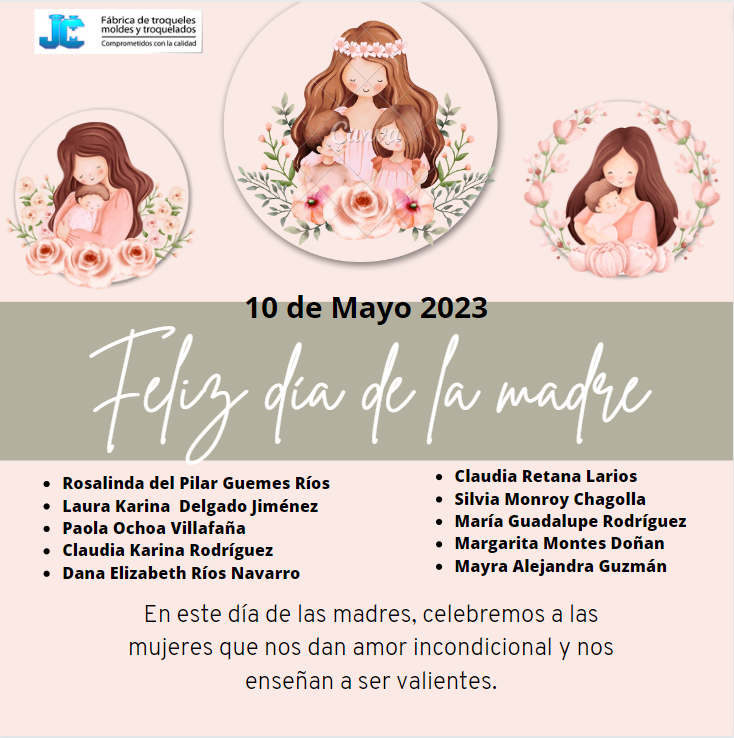 JC
Fábrica de troqueles
moldes y troquelados
Comprometidos con la calidad
Canva
10 de Mayo 2023
Feliz día de la madre
Rosalinda del Pilar Guemes Ríos
Laura Karina Delgado Jiménez
Paola Ochoa Villafaña
Claudia Karina Rodríguez
Dana Elizabeth Ríos Navarro
Claudia Retana Larios
Silvia Monroy Chagolla
María Guadalupe Rodríguez
Margarita Montes Doñan
Mayra Alejandra Guzmán
En este día de las madres, celebremos a las
mujeres que nos dan amor incondicional y nos
enseñan a ser valientes.